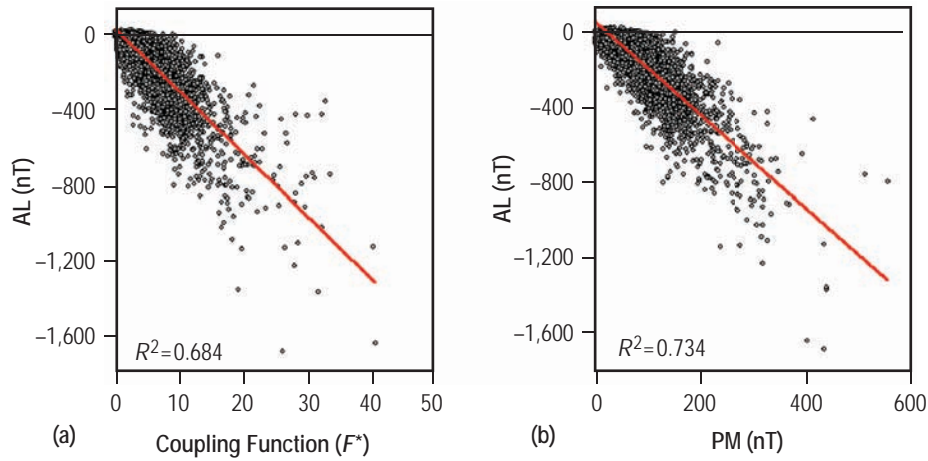 0
−400
−800
−1,200
−1,600
AL (nT)
R²=0.684
0 10 20 30 40 50
(a)
Coupling Function (F*)
0
−400
−800
−1,200
−1,600
AL (nT)
R²=0.734
0 200 400 600
(b)
PM (nT)